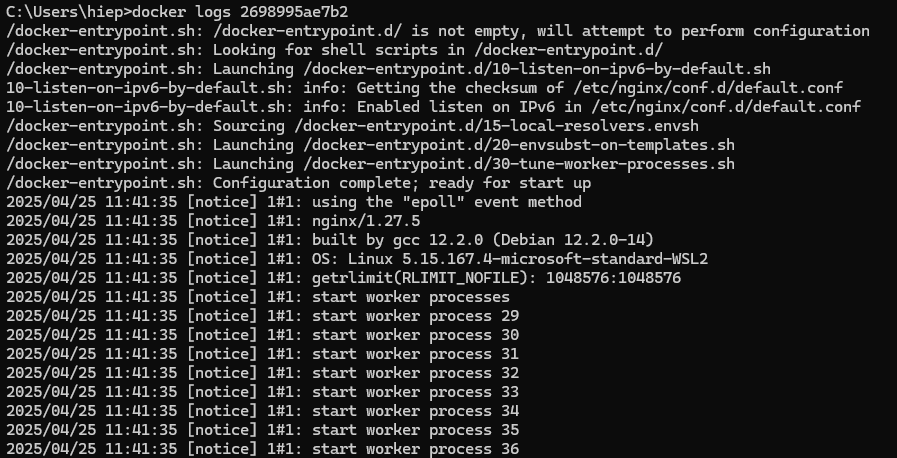 C:\Users\hiep>docker logs 2698995ae7b2
/docker-entrypoint.sh: /docker-entrypoint.d/ is not empty, will attempt to perform configuration
/docker-entrypoint.sh: Looking for shell scripts in /docker-entrypoint.d/
/docker-entrypoint.sh: Launching /docker-entrypoint.d/10-listen-on-ipv6-by-default.sh
10-listen-on-ipv6-by-default.sh: info: Getting the checksum of /etc/nginx/conf.d/default.conf
10-listen-on-ipv6-by-default.sh: info: Enabled listen on IPv6 in /etc/nginx/conf.d/default.conf
/docker-entrypoint.sh: Sourcing /docker-entrypoint.d/15-local-resolvers.envsh
/docker-entrypoint.sh: Launching /docker-entrypoint.d/20-envsubst-on-templates.sh
/docker-entrypoint.sh: Launching /docker-entrypoint.d/30-tune-worker-processes.sh
/docker-entrypoint.sh: Configuration complete; ready for start up
2025/04/25 11:41:35 [notice] 1#1: using the "epoll" event method
2025/04/25 11:41:35 [notice] 1#1: nginx/1.27.5
2025/04/25 11:41:35 [notice] 1#1: built by gcc 12.2.0 (Debian 12.2.0-14)
2025/04/25 11:41:35 [notice] 1#1: OS: Linux 5.15.167.4-microsoft-standard-WSL2
2025/04/25 11:41:35 [notice] 1#1: getrlimit(RLIMIT_NOFILE): 1048576:1048576
2025/04/25 11:41:35 [notice] 1#1: start worker processes
2025/04/25 11:41:35 [notice] 1#1: start worker process 29
2025/04/25 11:41:35 [notice] 1#1: start worker process 30
2025/04/25 11:41:35 [notice] 1#1: start worker process 31
2025/04/25 11:41:35 [notice] 1#1: start worker process 32
2025/04/25 11:41:35 [notice] 1#1: start worker process 33
2025/04/25 11:41:35 [notice] 1#1: start worker process 34
2025/04/25 11:41:35 [notice] 1#1: start worker process 35
2025/04/25 11:41:35 [notice] 1#1: start worker process 36